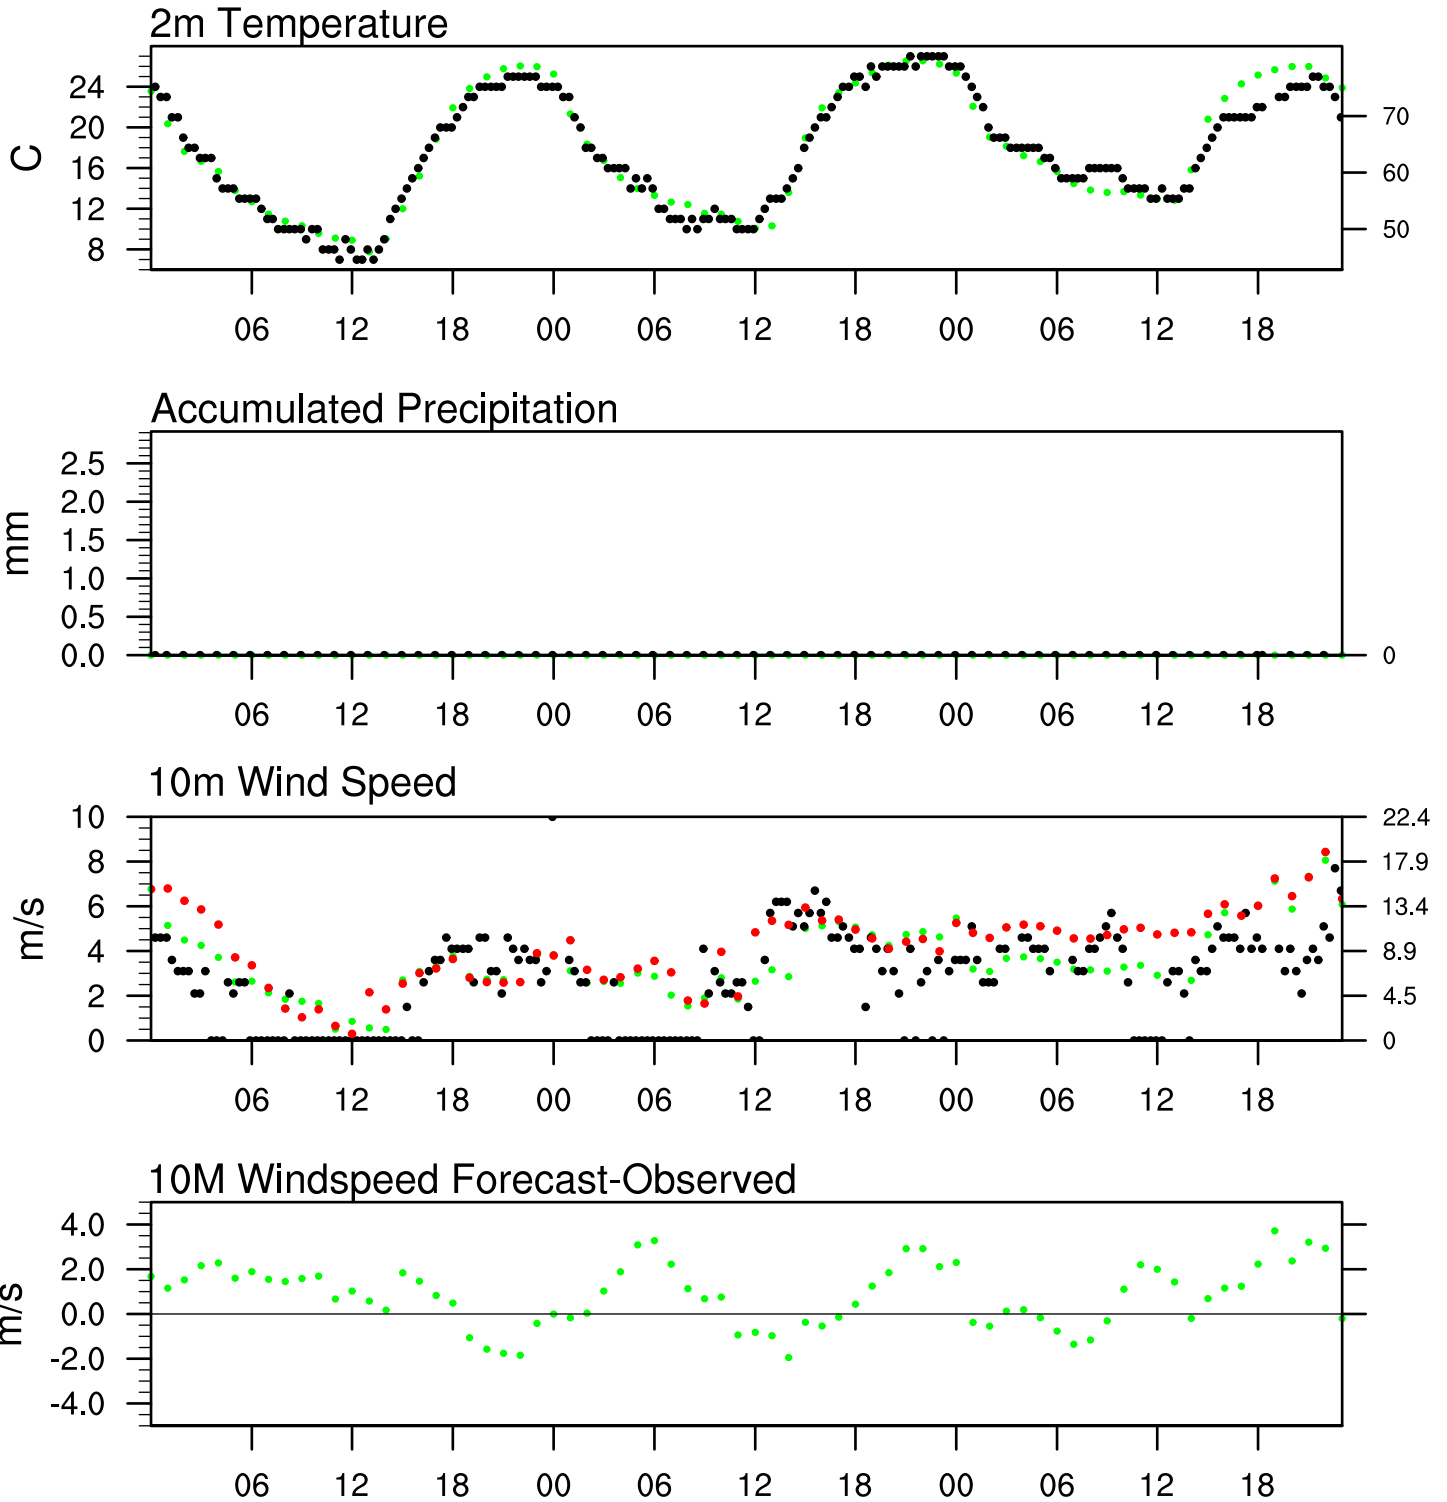 2m Temperature
C
24
20
16
12
8
70
60
50
06 12 18 00 06 12 18 00 06 12 18
Accumulated Precipitation
mm
2.5
2.0
1.5
1.0
0.5
0.0
0
06 12 18 00 06 12 18 00 06 12 18
10m Wind Speed
m/s
10
8
6
4
2
0
22.4
17.9
13.4
8.9
4.5
0
06 12 18 00 06 12 18 00 06 12 18
10M Windspeed Forecast-Observed
m/s
4.0
2.0
0.0
-2.0
-4.0
06 12 18 00 06 12 18 00 06 12 18